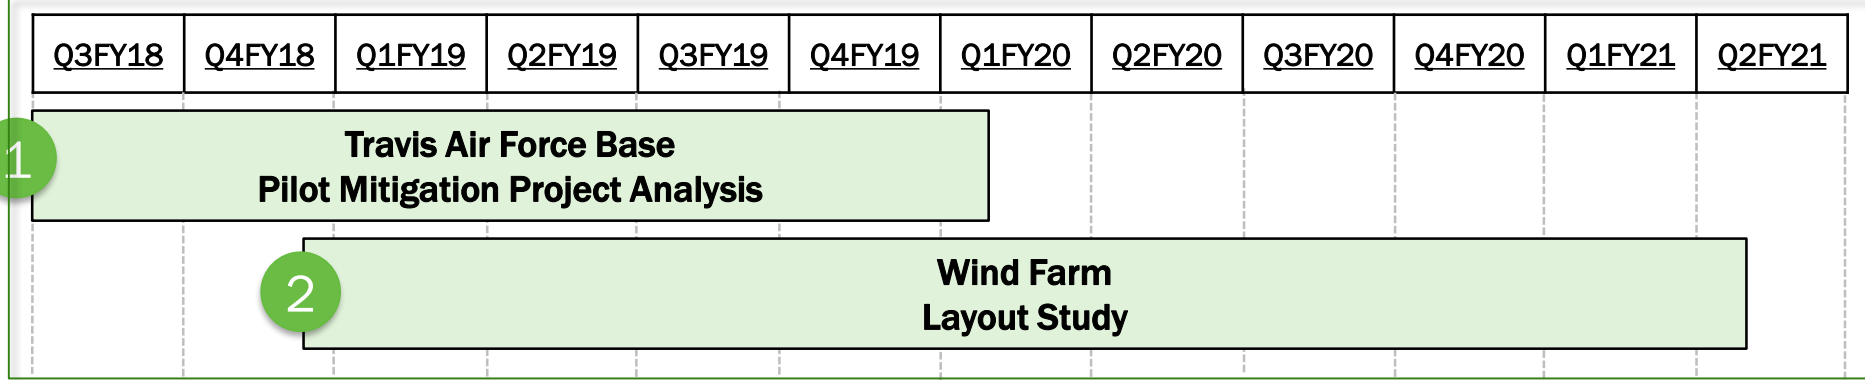 Q3FY18 Q4FY18 Q1FY19 Q2FY19 Q3FY19 Q4FY19 Q1FY20 Q2FY20 Q3FY20 Q4FY20 Q1FY21 Q2FY21
1
Travis Air Force Base
Pilot Mitigation Project Analysis
2
Wind Farm
Layout Study